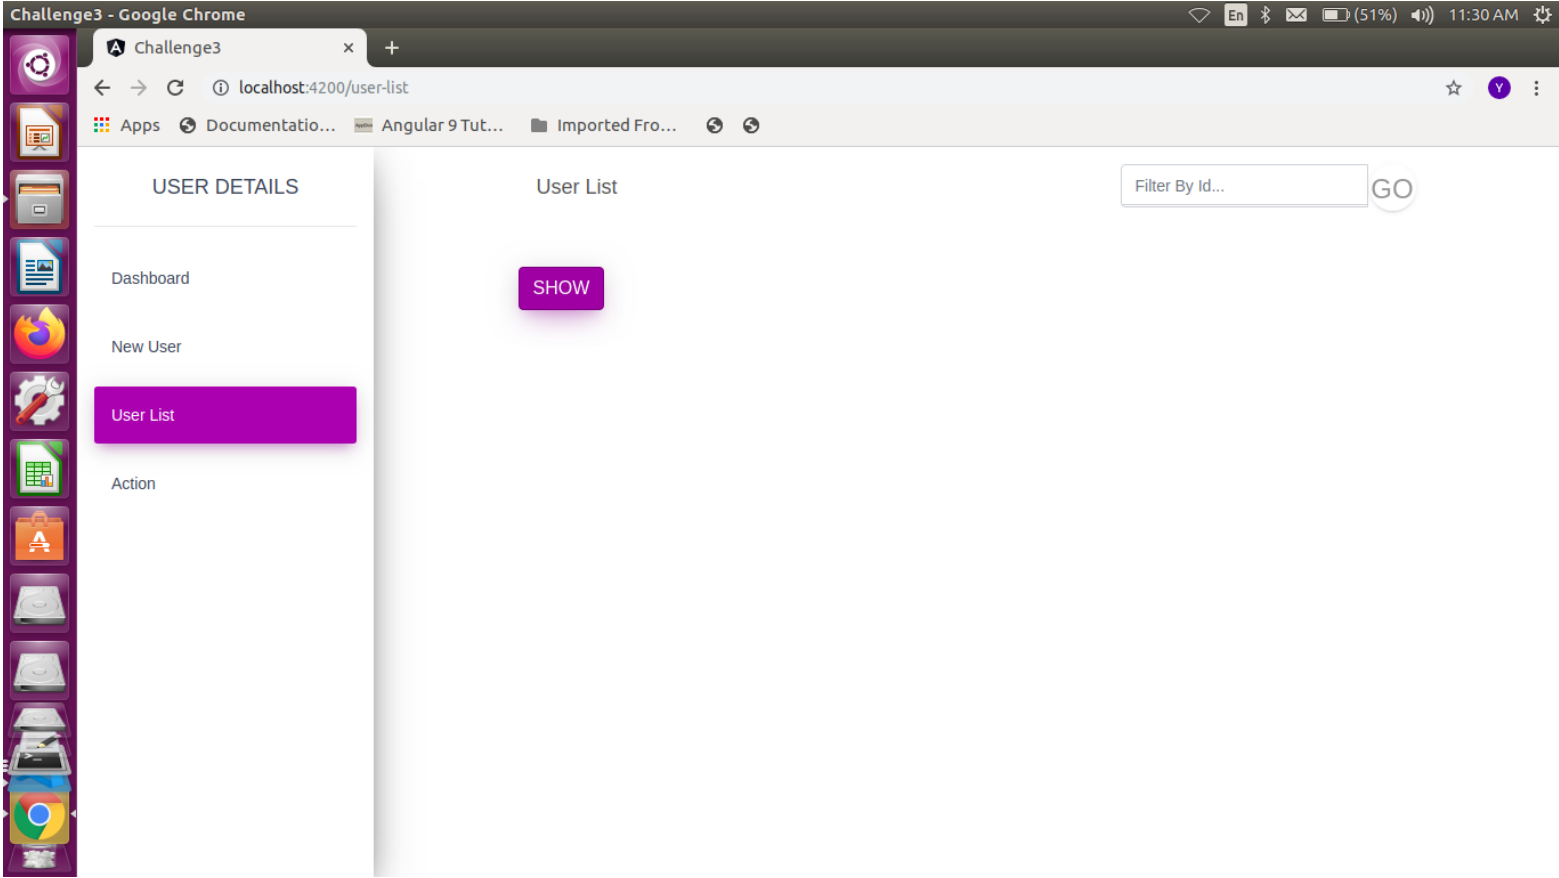 Challenge3 - Google Chrome
En
(51%)
11:30 AM
Challenge3
localhost:4200/user-list
Y
Apps
Documentatio...
Angular 9 Tut...
Imported Fro...
USER DETAILS
User List
Filter By Id...
GO
Dashboard
SHOW
New User
User List
Action